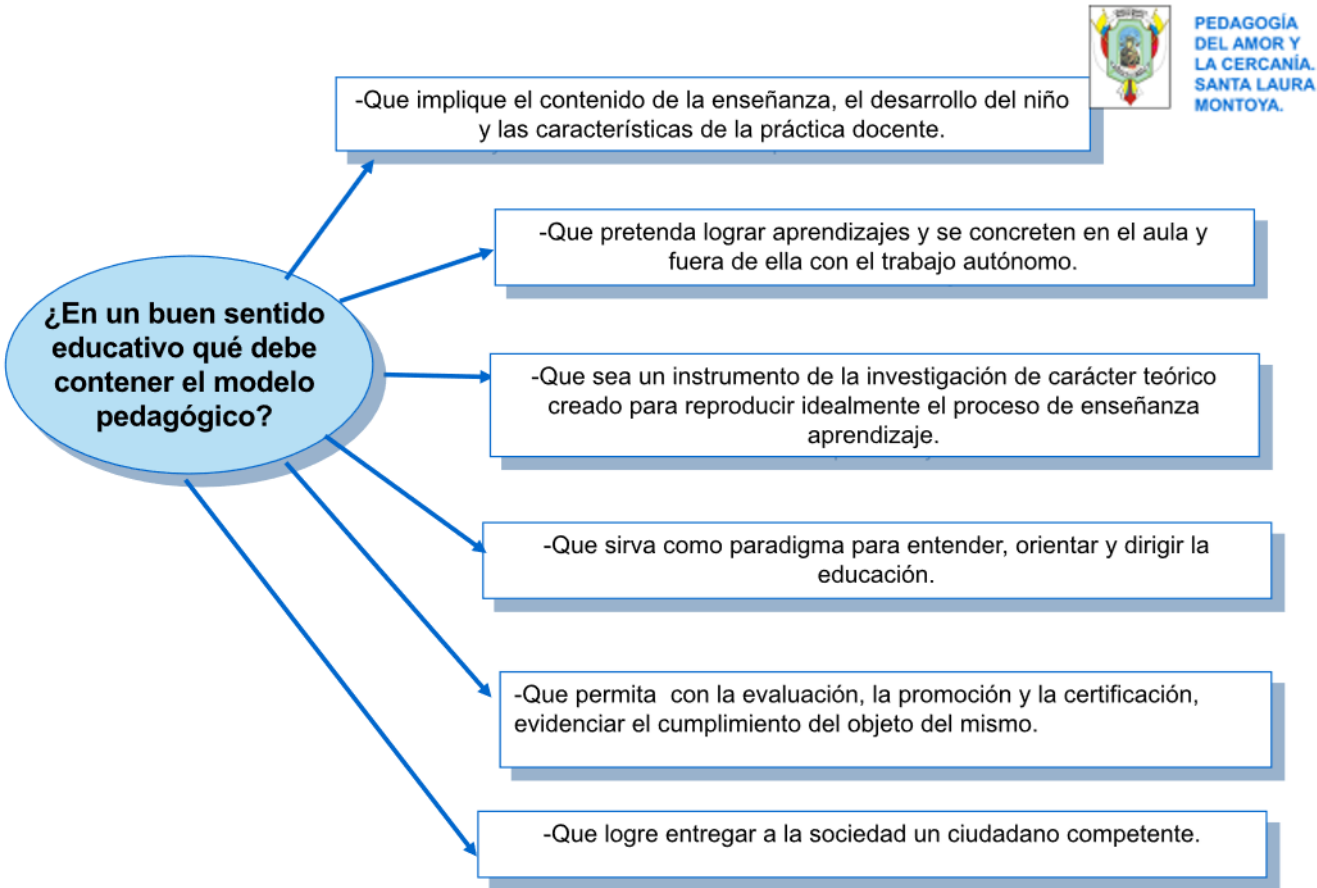 PEDAGOGÍA
DEL AMOR Y
LA CERCANÍA.
SANTA LAURA
MONTOYA.
-Que implique el contenido de la enseñanza, el desarrollo del niño
y las características de la práctica docente.
-Que pretenda lograr aprendizajes y se concreten en el aula y
fuera de ella con el trabajo autónomo.
¿En un buen sentido
educativo qué debe
contener el modelo
pedagógico?
-Que sea un instrumento de la investigación de carácter teórico
creado para reproducir idealmente el proceso de enseñanza
aprendizaje.
-Que sirva como paradigma para entender, orientar y dirigir la
educación.
-Que permita  con la evaluación, la promoción y la certificación,
evidenciar el cumplimiento del objeto del mismo.
-Que logre entregar a la sociedad un ciudadano competente.